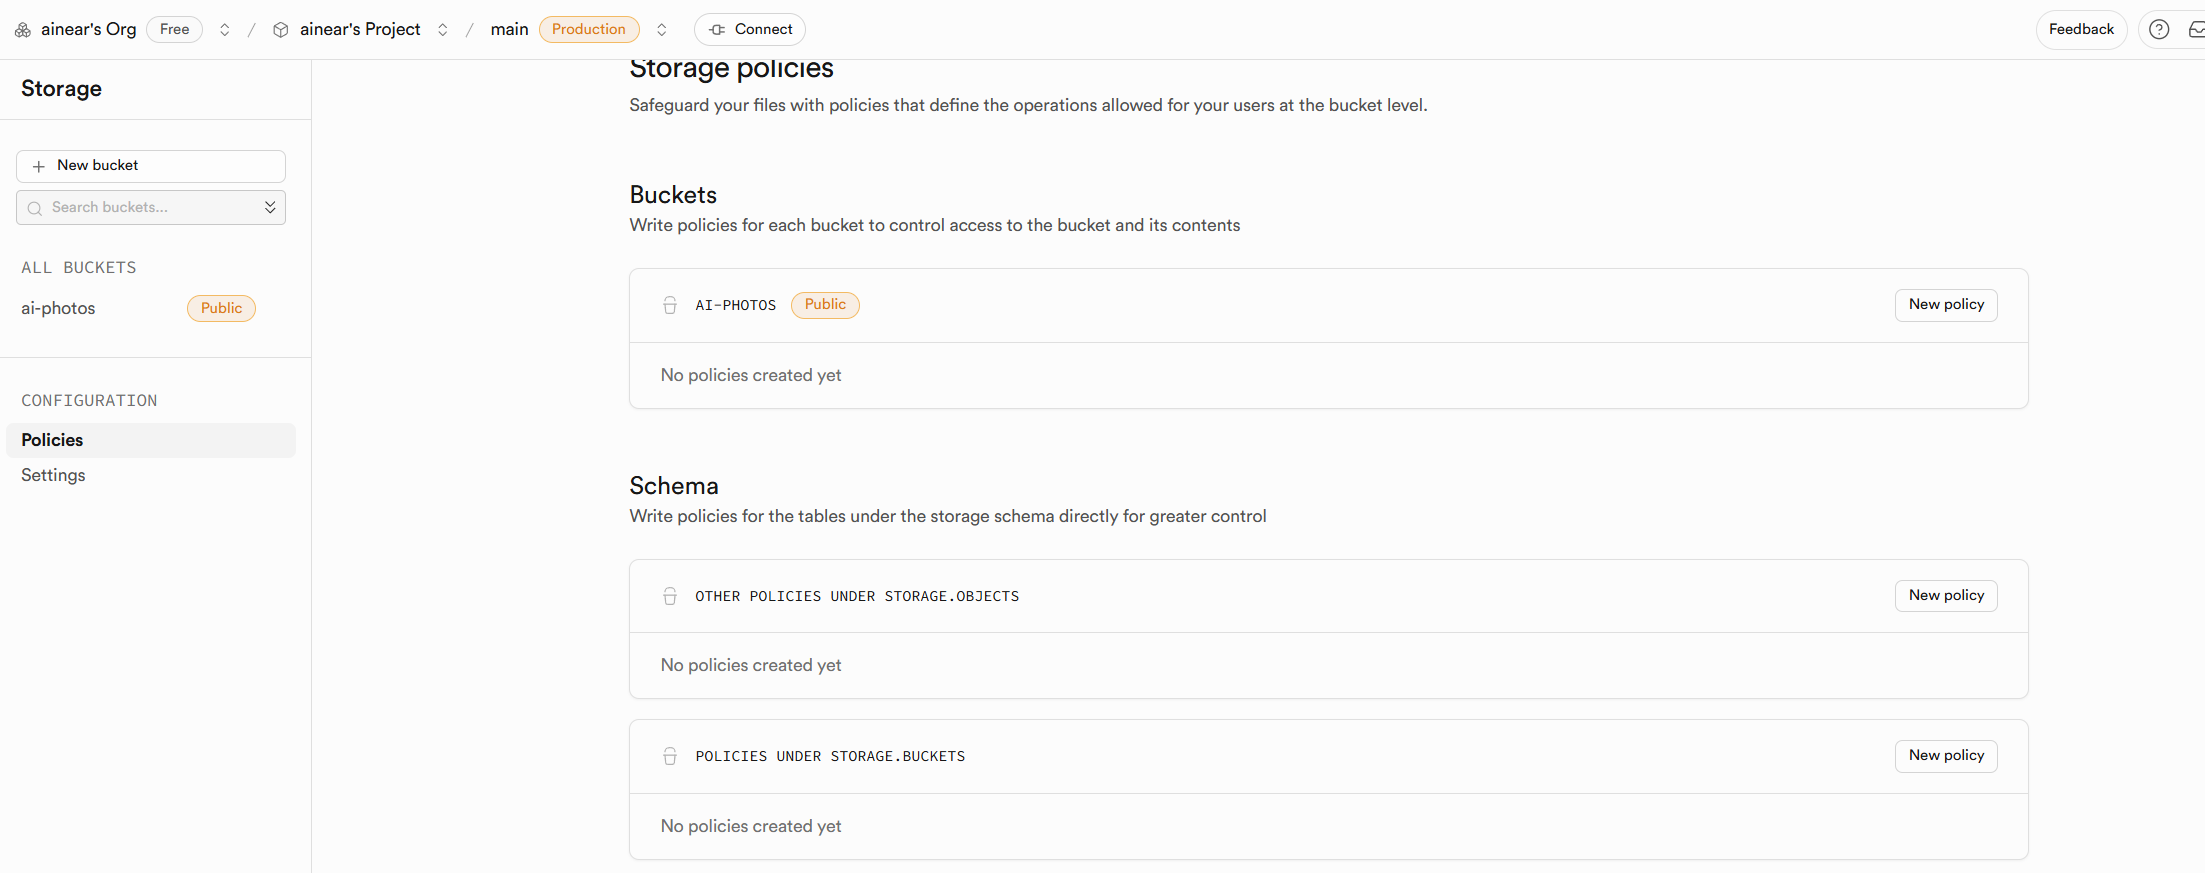 ainear's Org Free / ainear's Project / main Production Connect Feedback
Storage
New bucket
Search buckets...
ALL BUCKETS
ai-photos Public
CONFIGURATION
Policies
Settings
Storage policies
Safeguard your files with policies that define the operations allowed for your users at the bucket level.
Buckets
Write policies for each bucket to control access to the bucket and its contents
AI-PHOTOS Public New policy
No policies created yet
Schema
Write policies for the tables under the storage schema directly for greater control
OTHER POLICIES UNDER STORAGE.OBJECTS New policy
No policies created yet
POLICIES UNDER STORAGE.BUCKETS New policy
No policies created yet